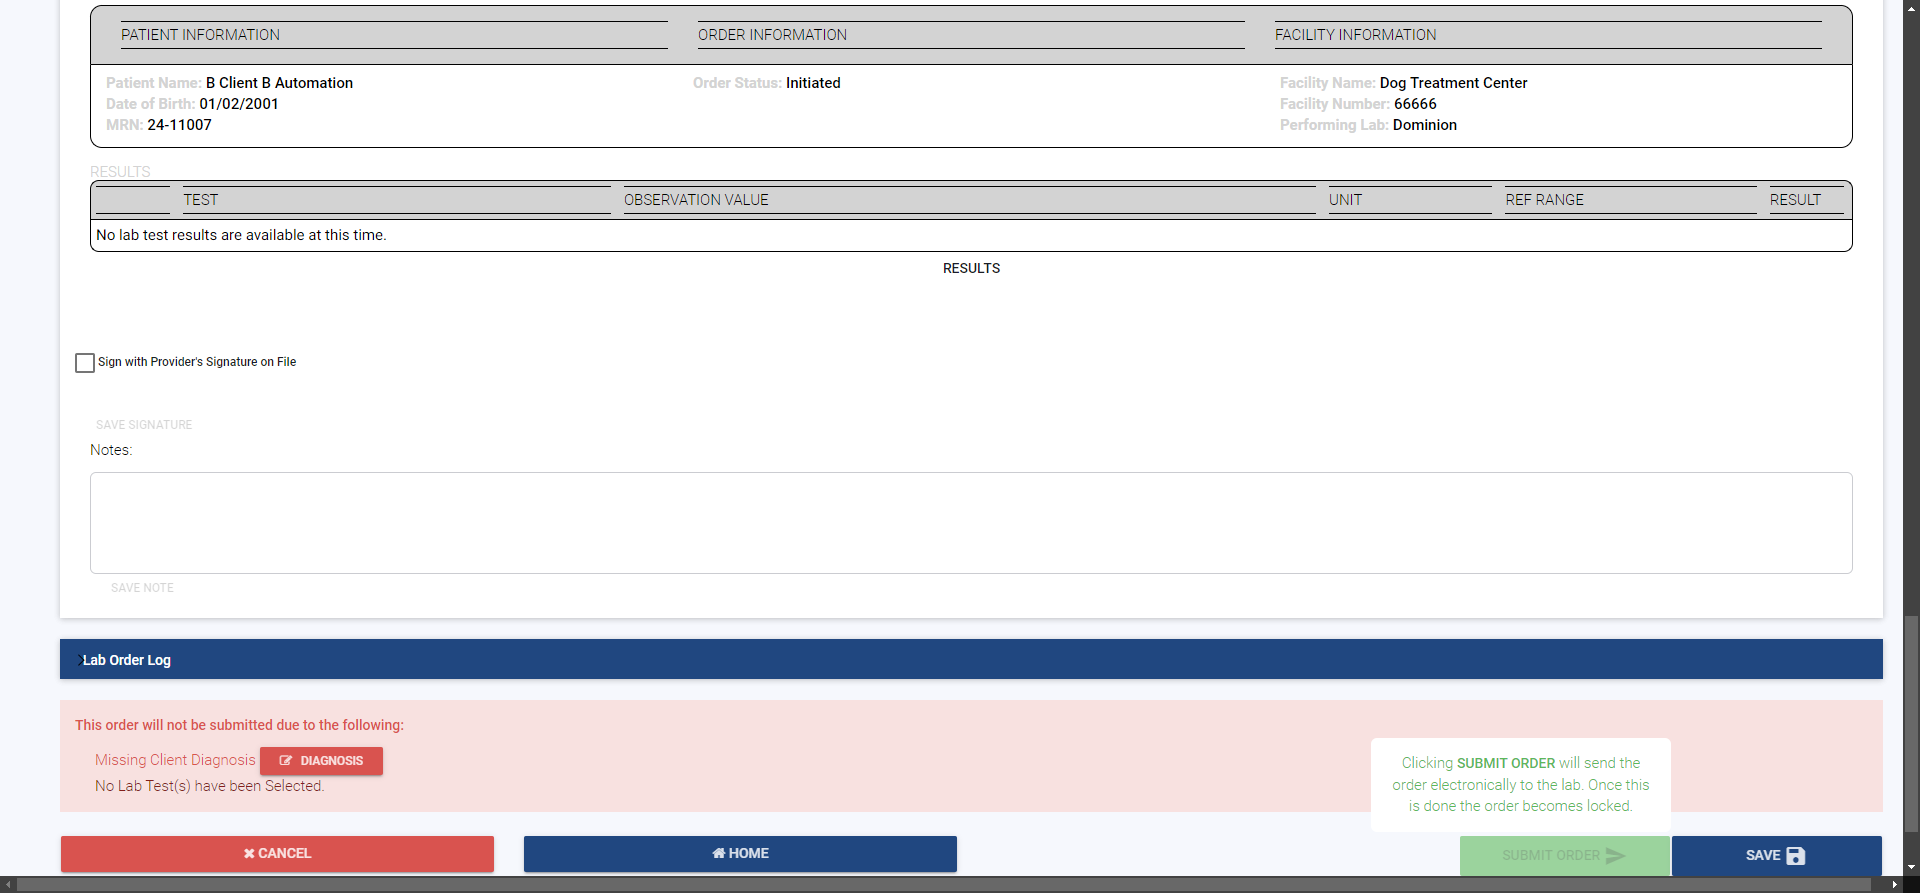 PATIENT INFORMATION ORDER INFORMATION FACILITY INFORMATION
Patient Name: B Client B Automation Order Status: Initiated Facility Name: Dog Treatment Center
Date of Birth: 01/02/2001 Facility Number: 66666
MRN: 24-11007 Performing Lab: Dominion
RESULTS
TEST OBSERVATION VALUE UNIT REF RANGE RESULT
No lab test results are available at this time.
RESULTS
Sign with Provider's Signature on File
SAVE SIGNATURE
Notes:
SAVE NOTE
Lab Order Log
This order will not be submitted due to the following:
Missing Client Diagnosis DIAGNOSIS
No Lab Test(s) have been Selected.
Clicking SUBMIT ORDER will send the
order electronically to the lab. Once this
is done the order becomes locked.
CANCEL HOME SUBMIT ORDER SAVE